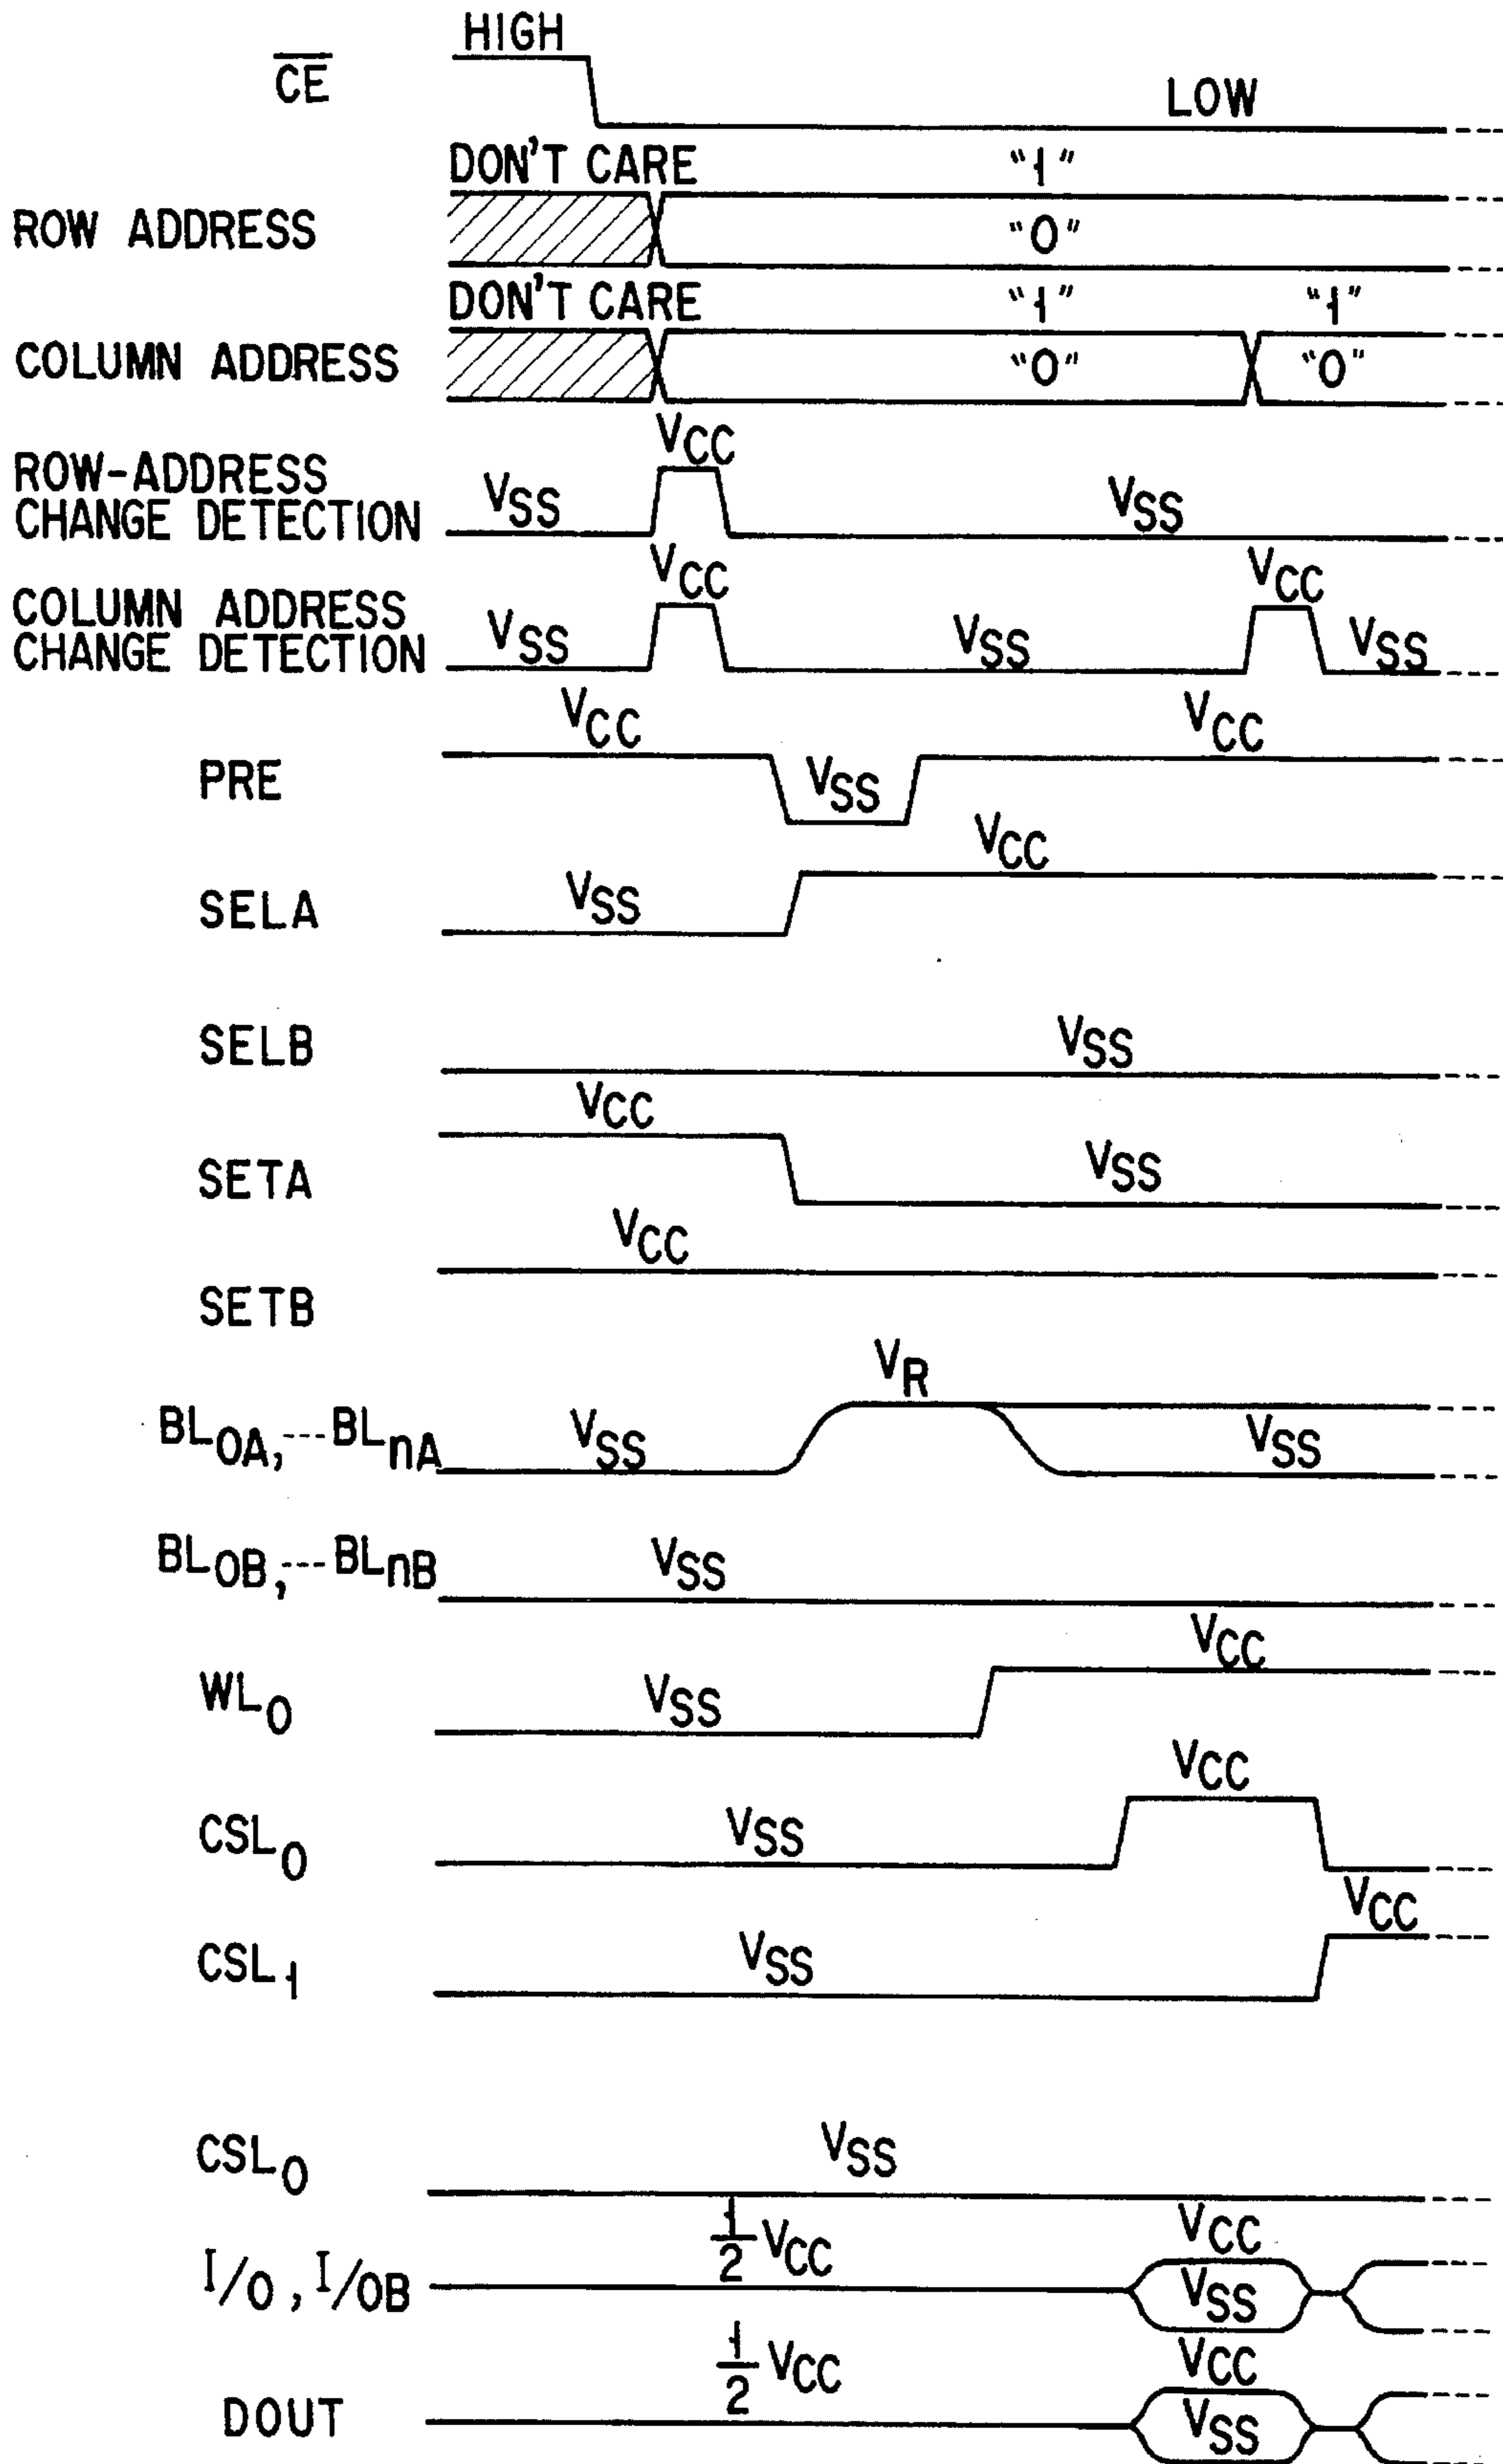 HIGH
C̅E̅
LOW
DON'T CARE "1"
ROW ADDRESS "0"
DON'T CARE "1" "1"
COLUMN ADDRESS "0" "0"
VCC
ROW-ADDRESS
CHANGE DETECTION VSS VSS
VCC VCC
COLUMN ADDRESS
CHANGE DETECTION VSS VSS VSS
VCC VCC
PRE VSS
VCC
SELA VSS
SELB VSS
VCC
SETA VSS
VCC
SETB
VR
BL0A,---BLnA VSS VSS
BL0B,---BLnB VSS
VCC
WL0 VSS
VCC
CSL0 VSS
VCC
CSL1 VSS
CSL0 VSS
1/2 VCC VCC
I/O, I/OB VSS
1/2 VCC VCC
DOUT VSS